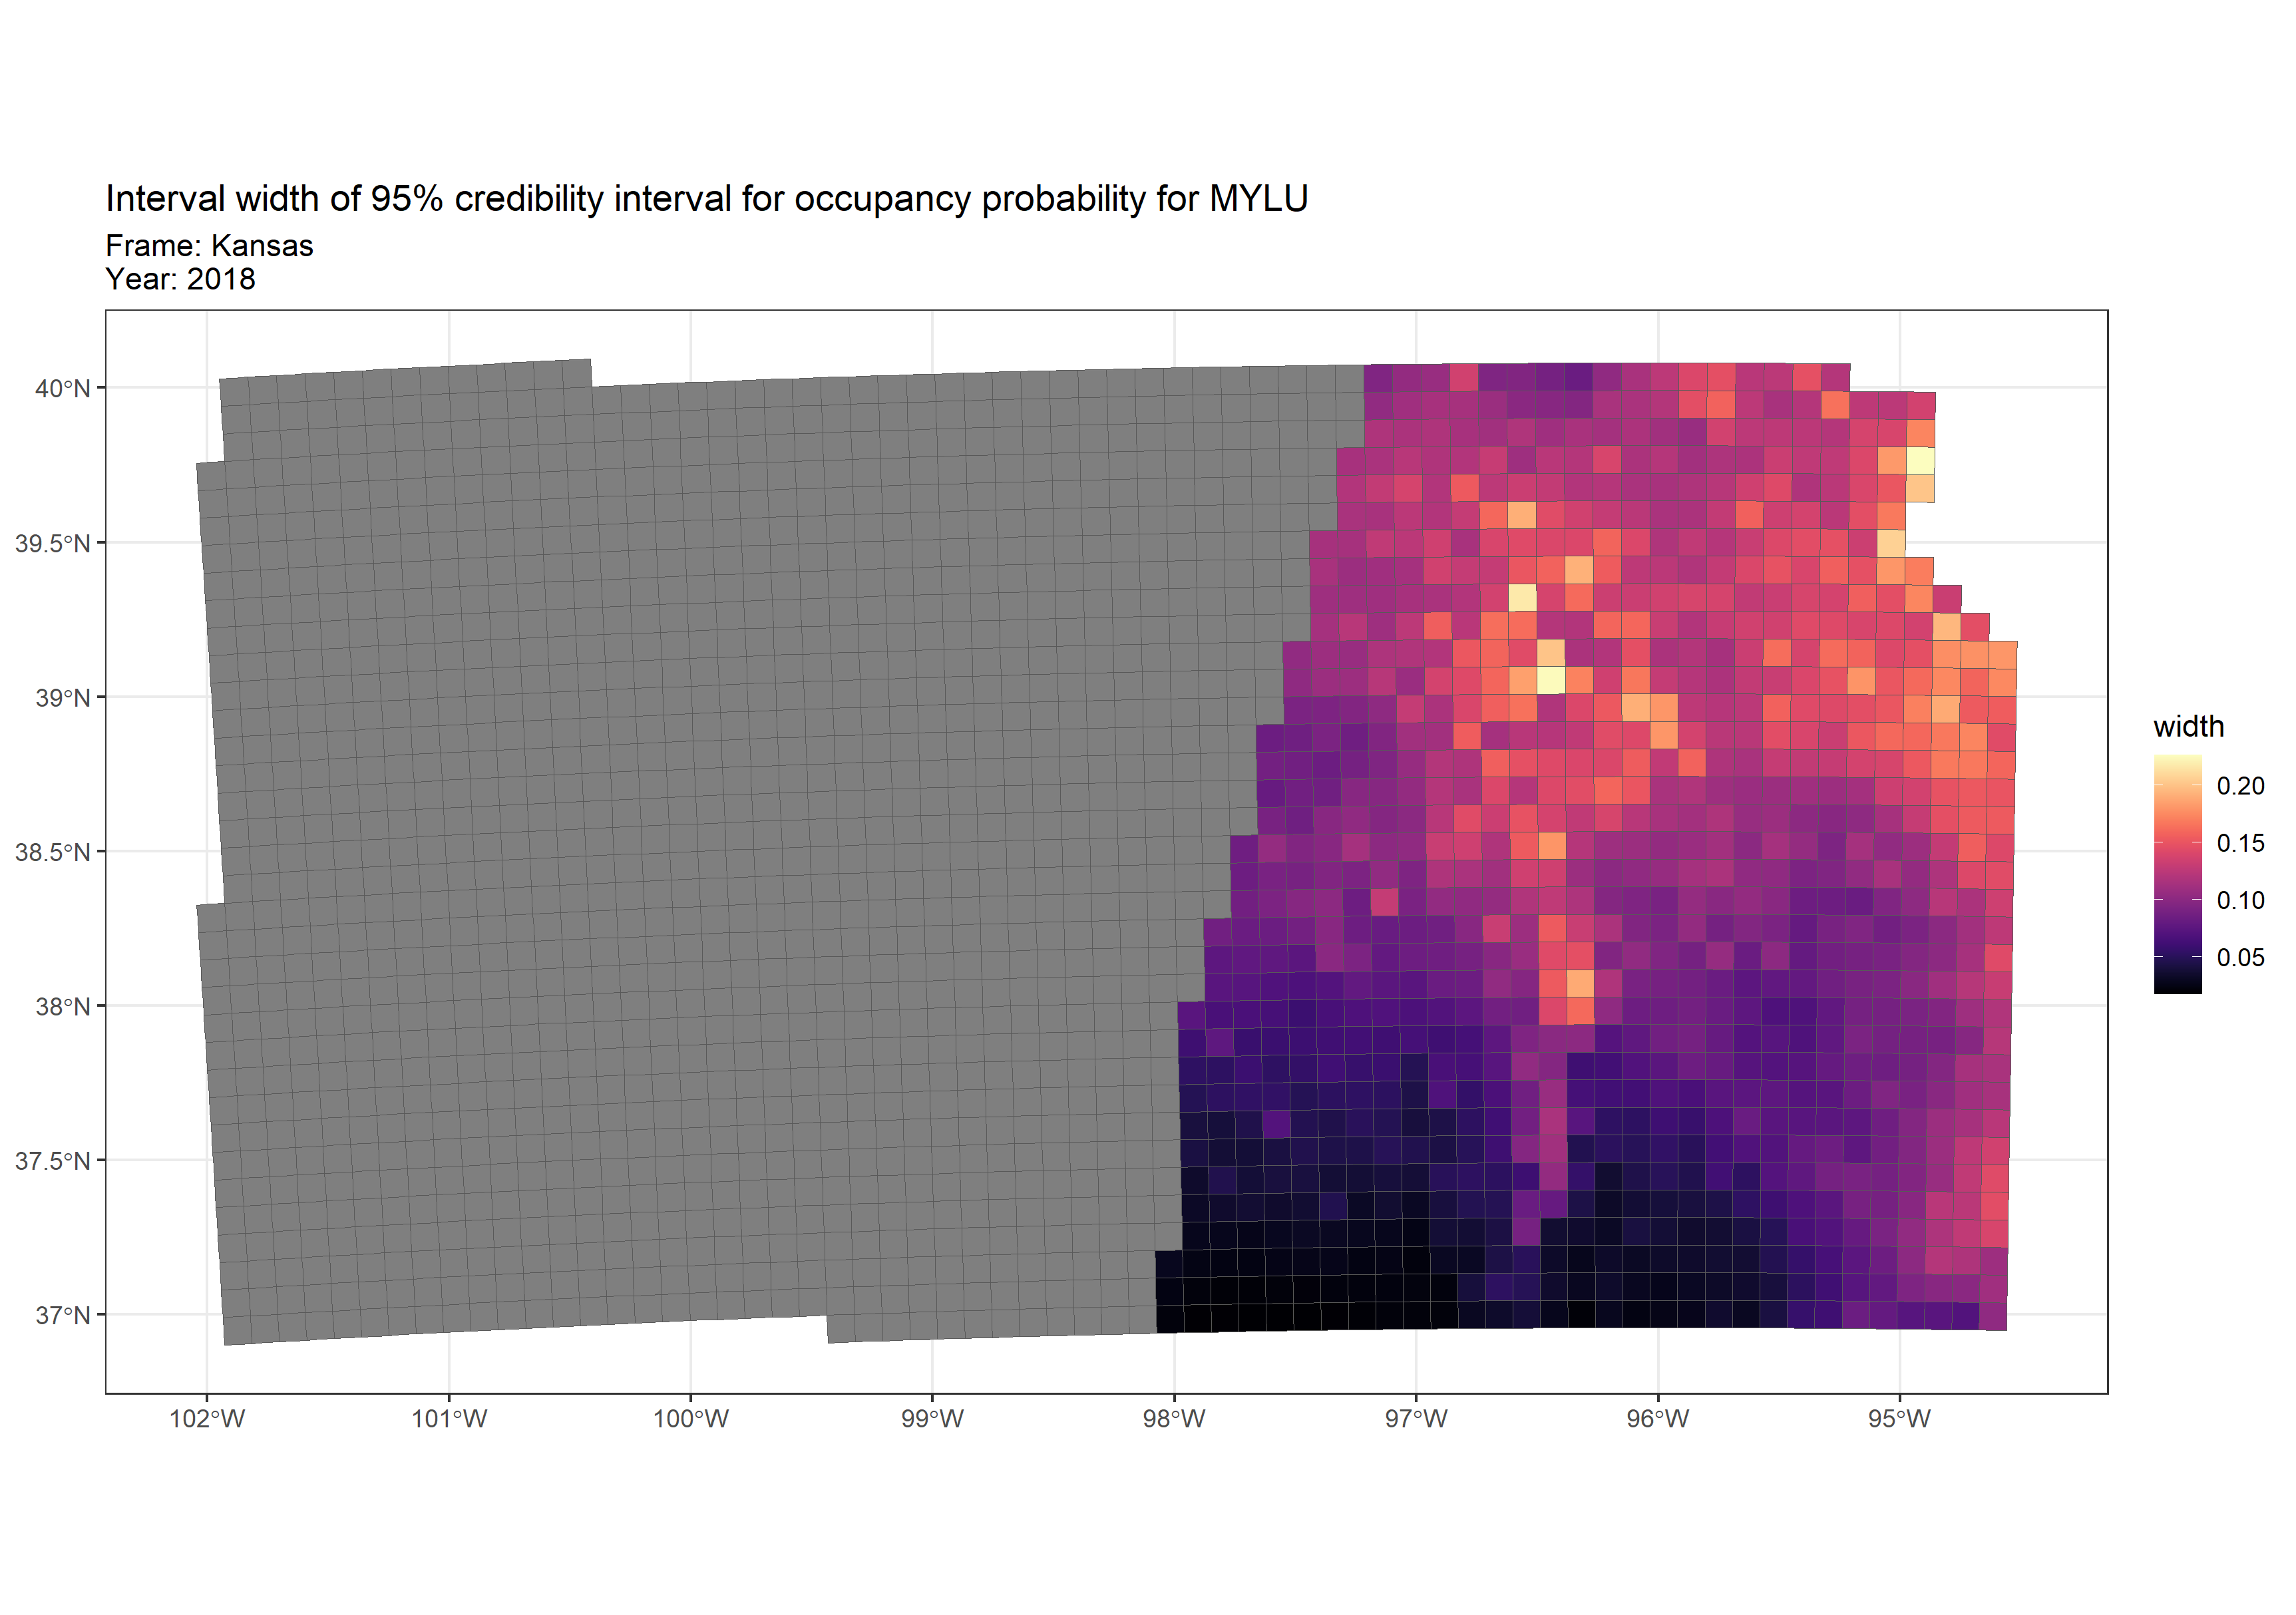 Interval width of 95% credibility interval for occupancy probability for MYLU
Frame: Kansas
Year: 2018
40°N
39.5°N
39°N
38.5°N
38°N
37.5°N
37°N
102°W
101°W
100°W
99°W
98°W
97°W
96°W
95°W
width
0.20
0.15
0.10
0.05